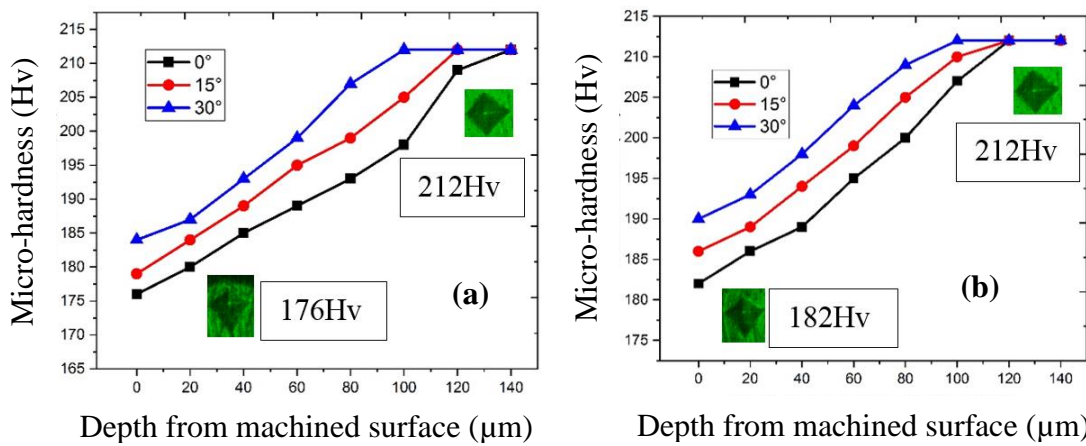 Micro-hardness (Hv)
215
210
205
200
195
190
185
180
175
170
165
0°
15°
30°
212Hv
176Hv
(a)
0 20 40 60 80 100 120 140
Depth from machined surface (µm)
Micro-hardness (Hv)
215
210
205
200
195
190
185
180
175
0°
15°
30°
212Hv
182Hv
(b)
0 20 40 60 80 100 120 140
Depth from machined surface (µm)